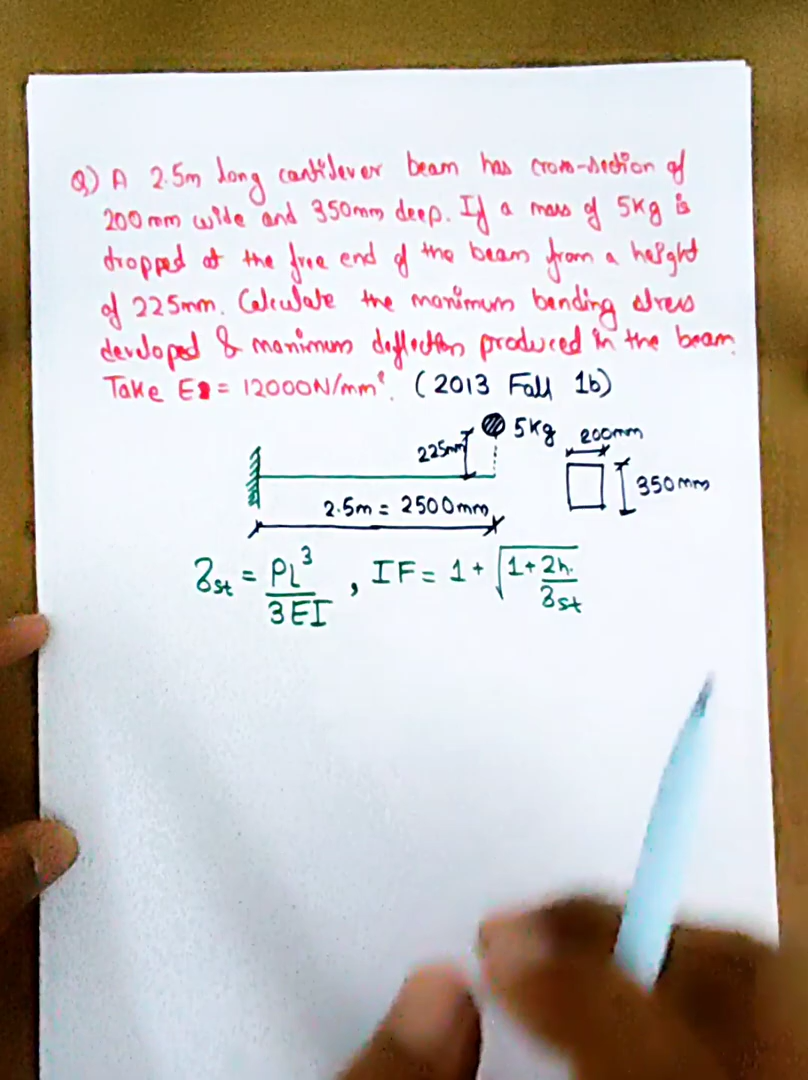 Q) A 2.5m long cantilever beam has cross-section of
200mm wide and 350mm deep. If a mass of 5Kg is
dropped at the free end of the beam from a height
of 225mm. Calculate the maximum bending stress
developed & maximum deflection produced in the beam.
Take E = 12000N/mm². (2013 Fall 1b)
5Kg
225mm
200mm
350mm
2.5m = 2500mm
δst = PL³/3EI , IF = 1 + √(1 + 2h/δst)